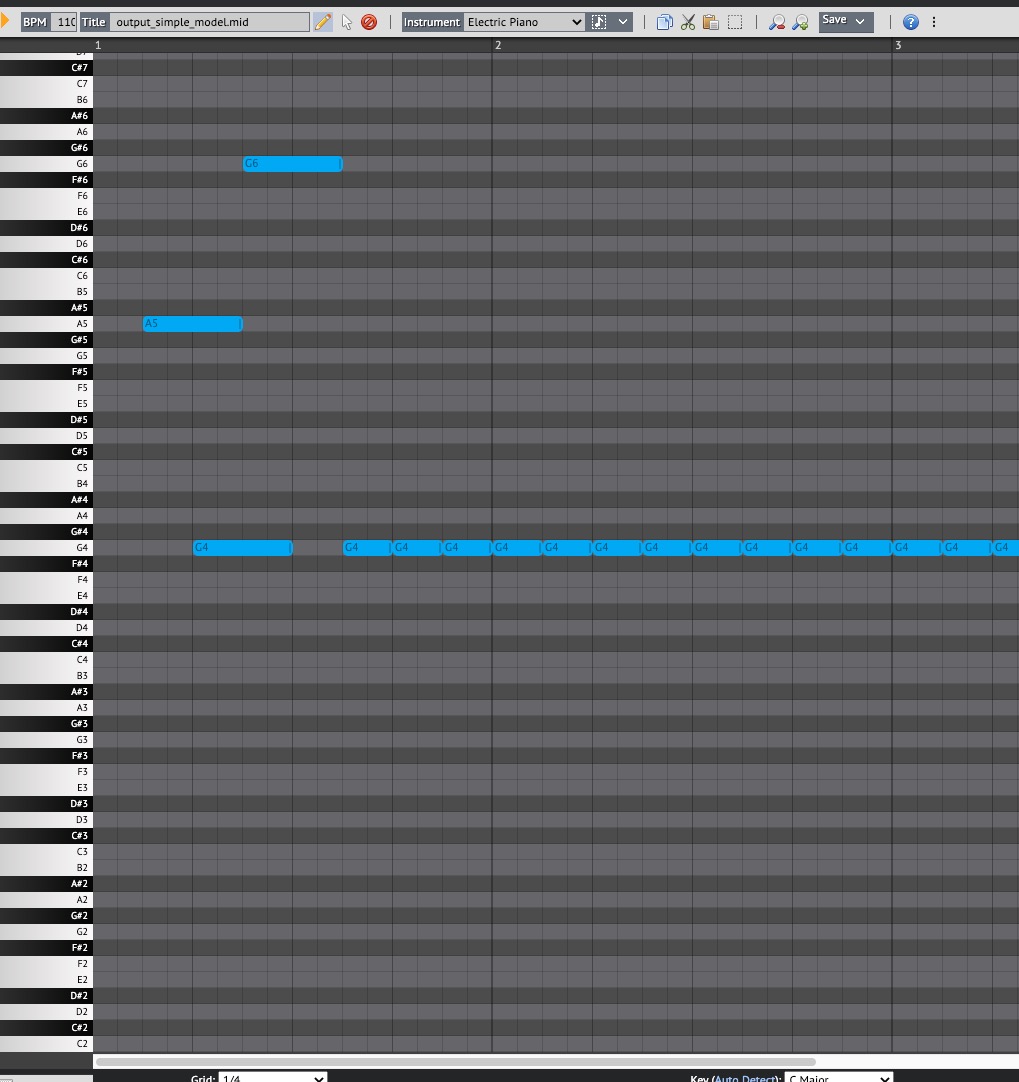 BPM 110 Title output_simple_model.mid Instrument Electric Piano Save
1 2 3
C#7
C7
B6
A#6
A6
G#6
G6 G6
F#6
F6
E6
D#6
D6
C#6
C6
B5
A#5
A5 A5
G#5
G5
F#5
F5
E5
D#5
D5
C#5
C5
B4
A#4
A4
G#4
G4 G4 G4 G4 G4 G4 G4 G4 G4 G4 G4 G4 G4 G4 G4 G4
F#4
F4
E4
D#4
D4
C#4
C4
B3
A#3
A3
G#3
G3
F#3
F3
E3
D#3
D3
C#3
C3
B2
A#2
A2
G#2
G2
F#2
F2
E2
D#2
D2
C#2
C2
Grid: 1/4 Key (Auto Detect): C Major